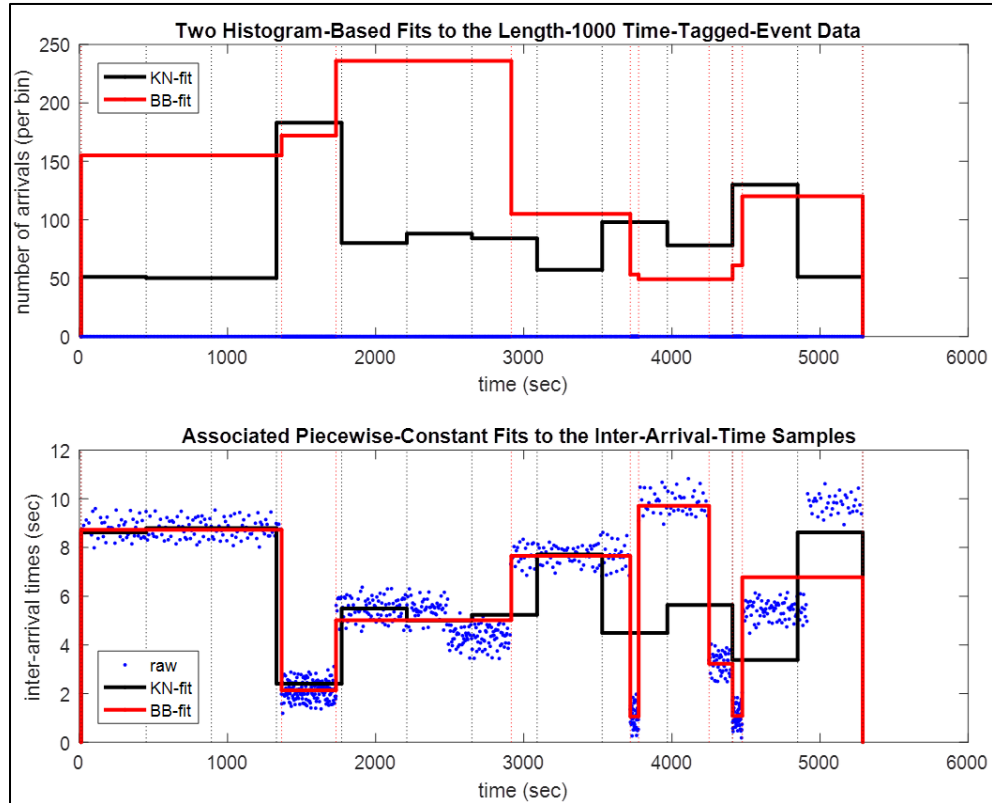 Two Histogram-Based Fits to the Length-1000 Time-Tagged-Event Data
number of arrivals (per bin)
250
200
150
100
50
0
KN-fit
BB-fit
0 1000 2000 3000 4000 5000 6000
time (sec)
Associated Piecewise-Constant Fits to the Inter-Arrival-Time Samples
inter-arrival times (sec)
12
10
8
6
4
2
0
raw
KN-fit
BB-fit
0 1000 2000 3000 4000 5000 6000
time (sec)